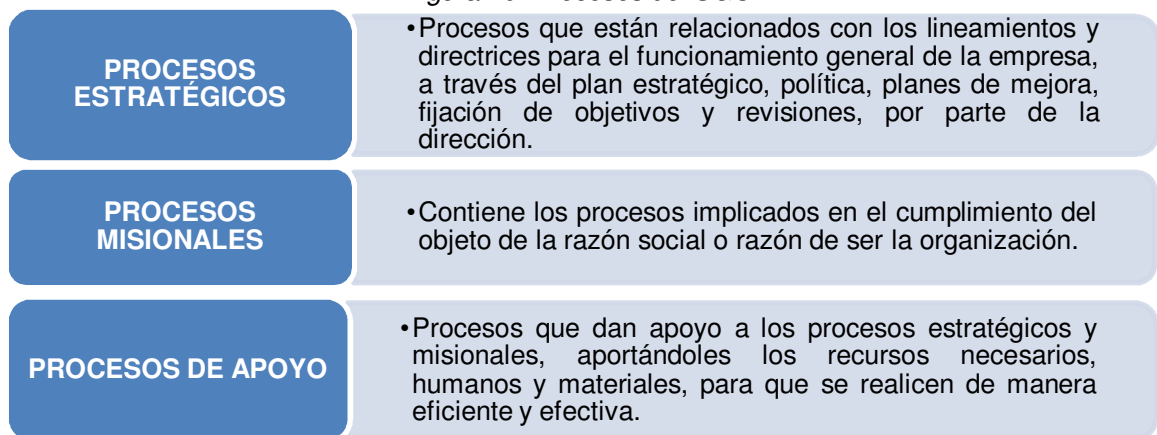 PROCESOS
ESTRATÉGICOS
•Procesos que están relacionados con los lineamientos y
directrices para el funcionamiento general de la empresa,
a través del plan estratégico, política, planes de mejora,
fijación de objetivos y revisiones, por parte de la
dirección.
PROCESOS
MISIONALES
•Contiene los procesos implicados en el cumplimiento del
objeto de la razón social o razón de ser la organización.
PROCESOS DE APOYO
•Procesos que dan apoyo a los procesos estratégicos y
misionales, aportándoles los recursos necesarios,
humanos y materiales, para que se realicen de manera
eficiente y efectiva.